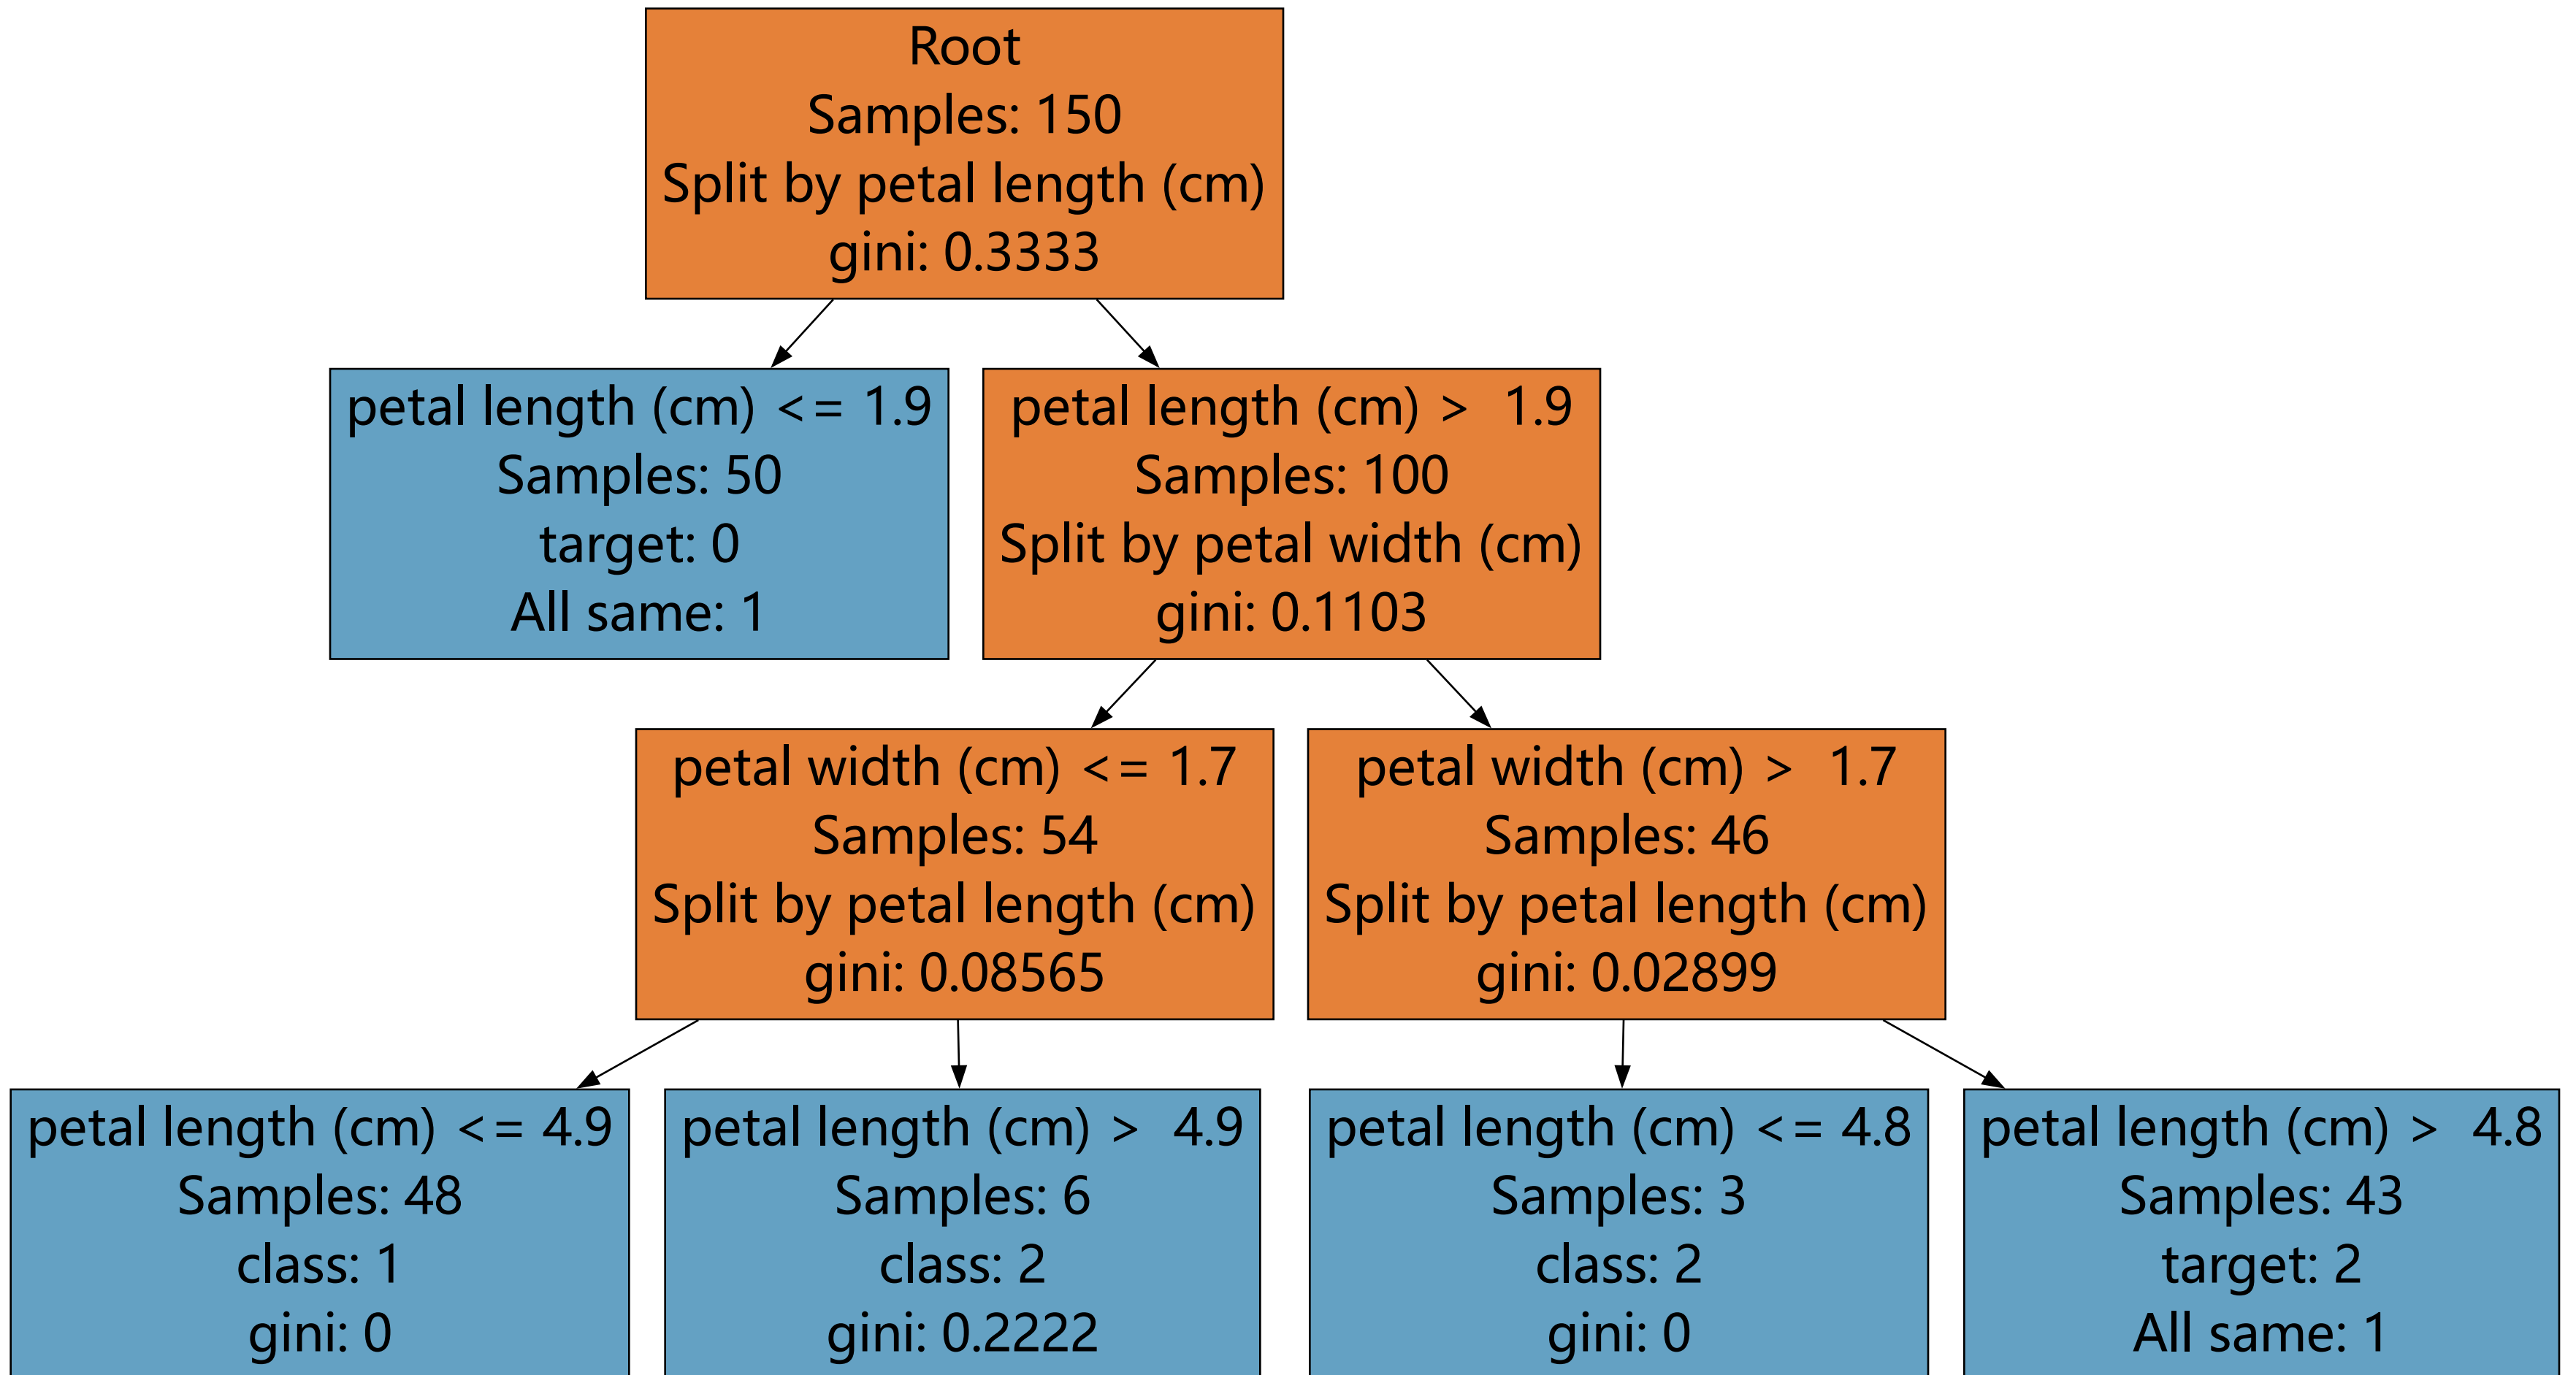 Root
Samples: 150
Split by petal length (cm)
gini: 0.3333
petal length (cm) <= 1.9
Samples: 50
target: 0
All same: 1
petal length (cm) >  1.9
Samples: 100
Split by petal width (cm)
gini: 0.1103
petal width (cm) <= 1.7
Samples: 54
Split by petal length (cm)
gini: 0.08565
petal width (cm) >  1.7
Samples: 46
Split by petal length (cm)
gini: 0.02899
petal length (cm) <= 4.9
Samples: 48
class: 1
gini: 0
petal length (cm) >  4.9
Samples: 6
class: 2
gini: 0.2222
petal length (cm) <= 4.8
Samples: 3
class: 2
gini: 0
petal length (cm) >  4.8
Samples: 43
target: 2
All same: 1